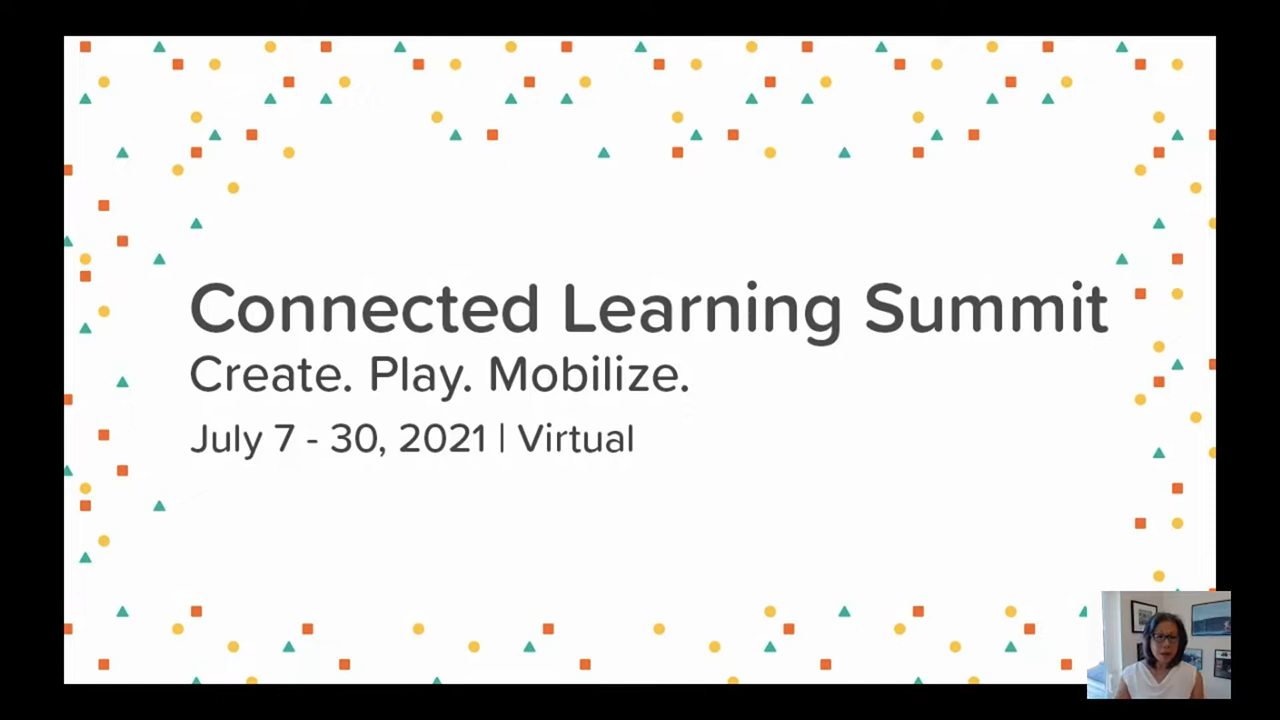 Connected Learning Summit
Create. Play. Mobilize.
July 7 - 30, 2021 | Virtual